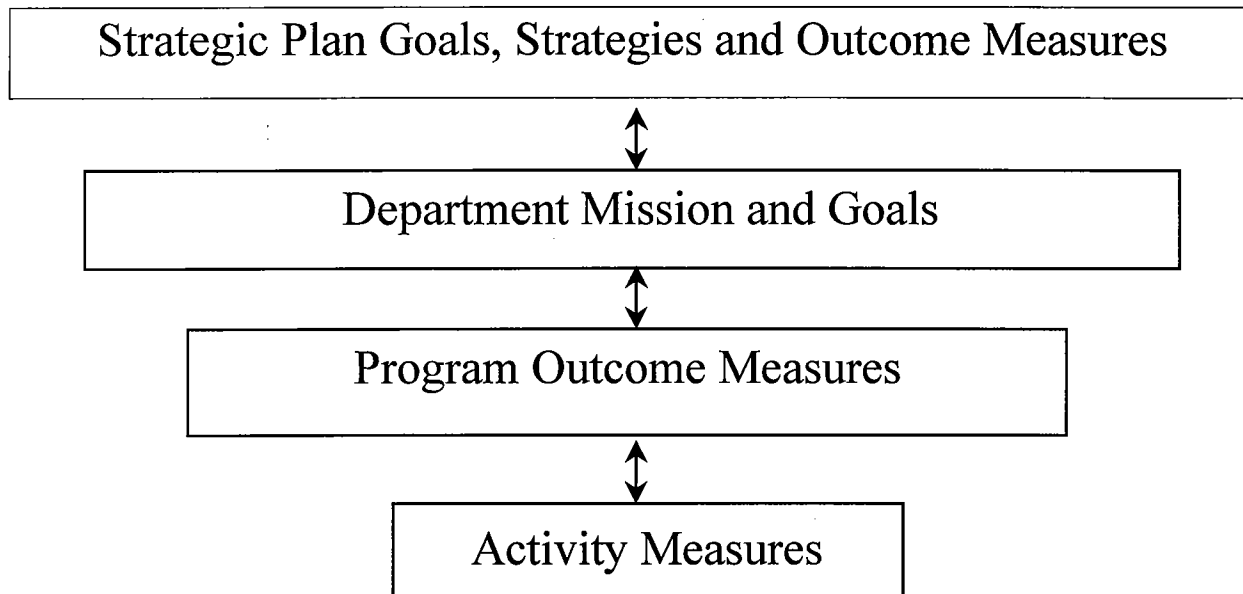 Strategic Plan Goals, Strategies and Outcome Measures
Department Mission and Goals
Program Outcome Measures
Activity Measures